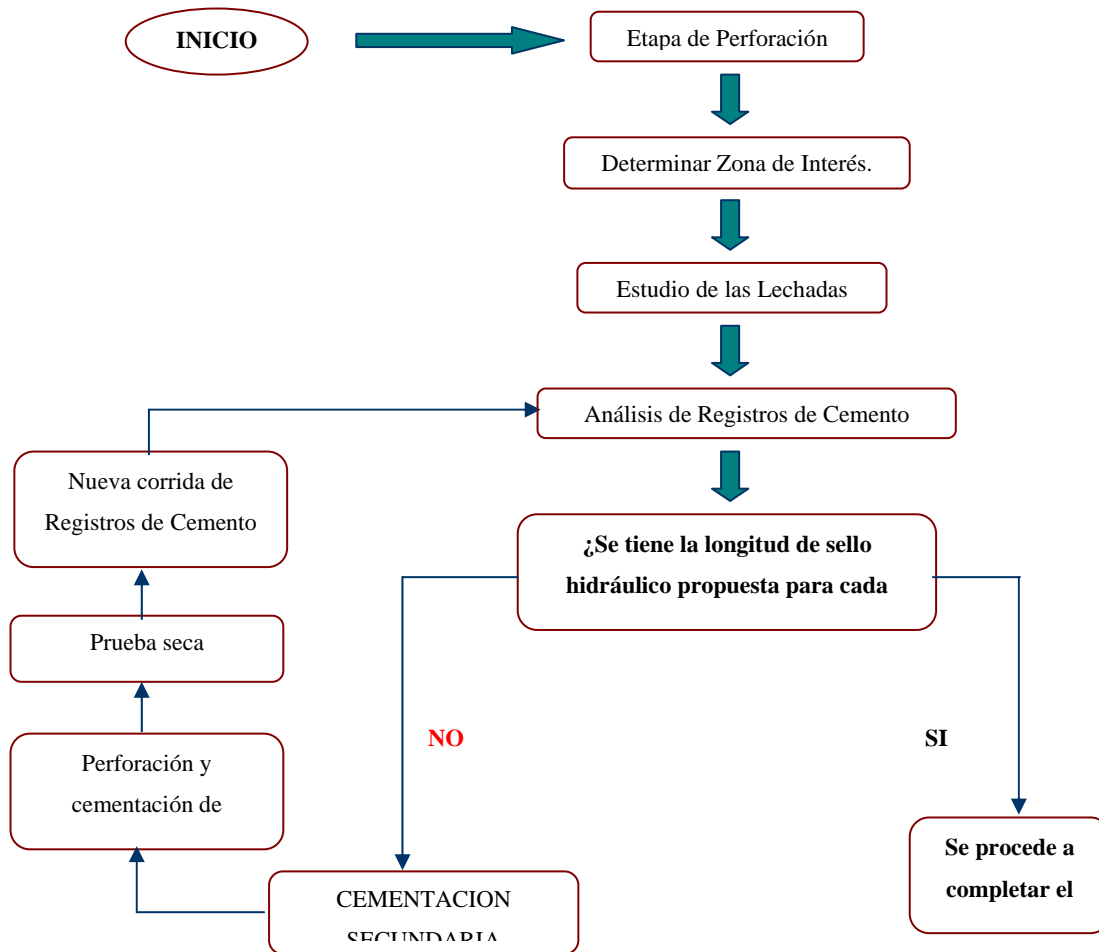 INICIO
Etapa de Perforación
Determinar Zona de Interés.
Estudio de las Lechadas
Análisis de Registros de Cemento
¿Se tiene la longitud de sello
hidráulico propuesta para cada
NO
SI
Nueva corrida de
Registros de Cemento
Prueba seca
Perforación y
cementación de
CEMENTACION
SECUNDARIA
Se procede a
completar el